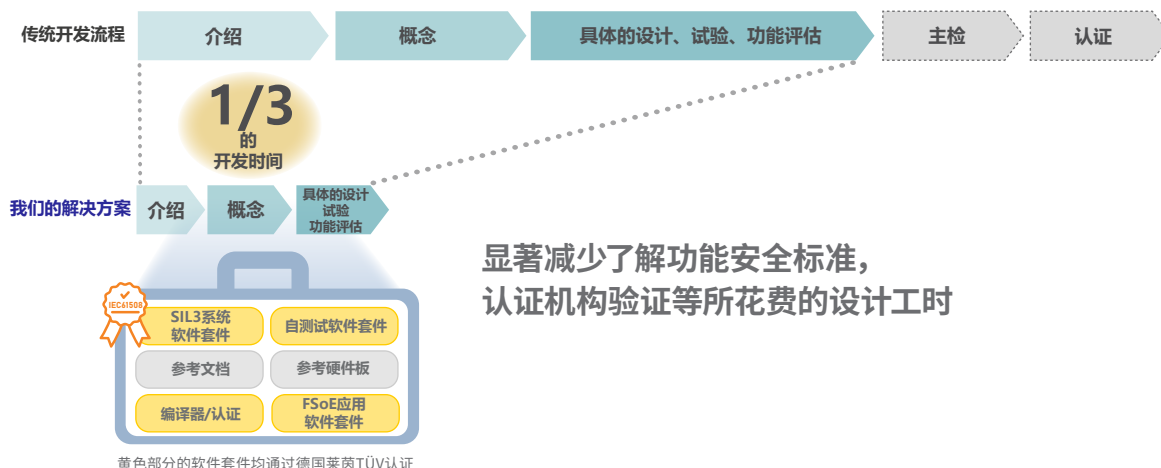 传统开发流程
介绍
概念
具体的设计、试验、功能评估
主检
认证
1/3
的
开发时间
我们的解决方案
介绍
概念
具体的设计
试验
功能评估
显著减少了解功能安全标准，
认证机构验证等所花费的设计工时
IEC61508
SIL3系统
软件套件
自测试软件套件
参考文档
参考硬件板
编译器/认证
FSoE应用
软件套件
黄色部分的软件套件均通过德国莱茵TÜV认证